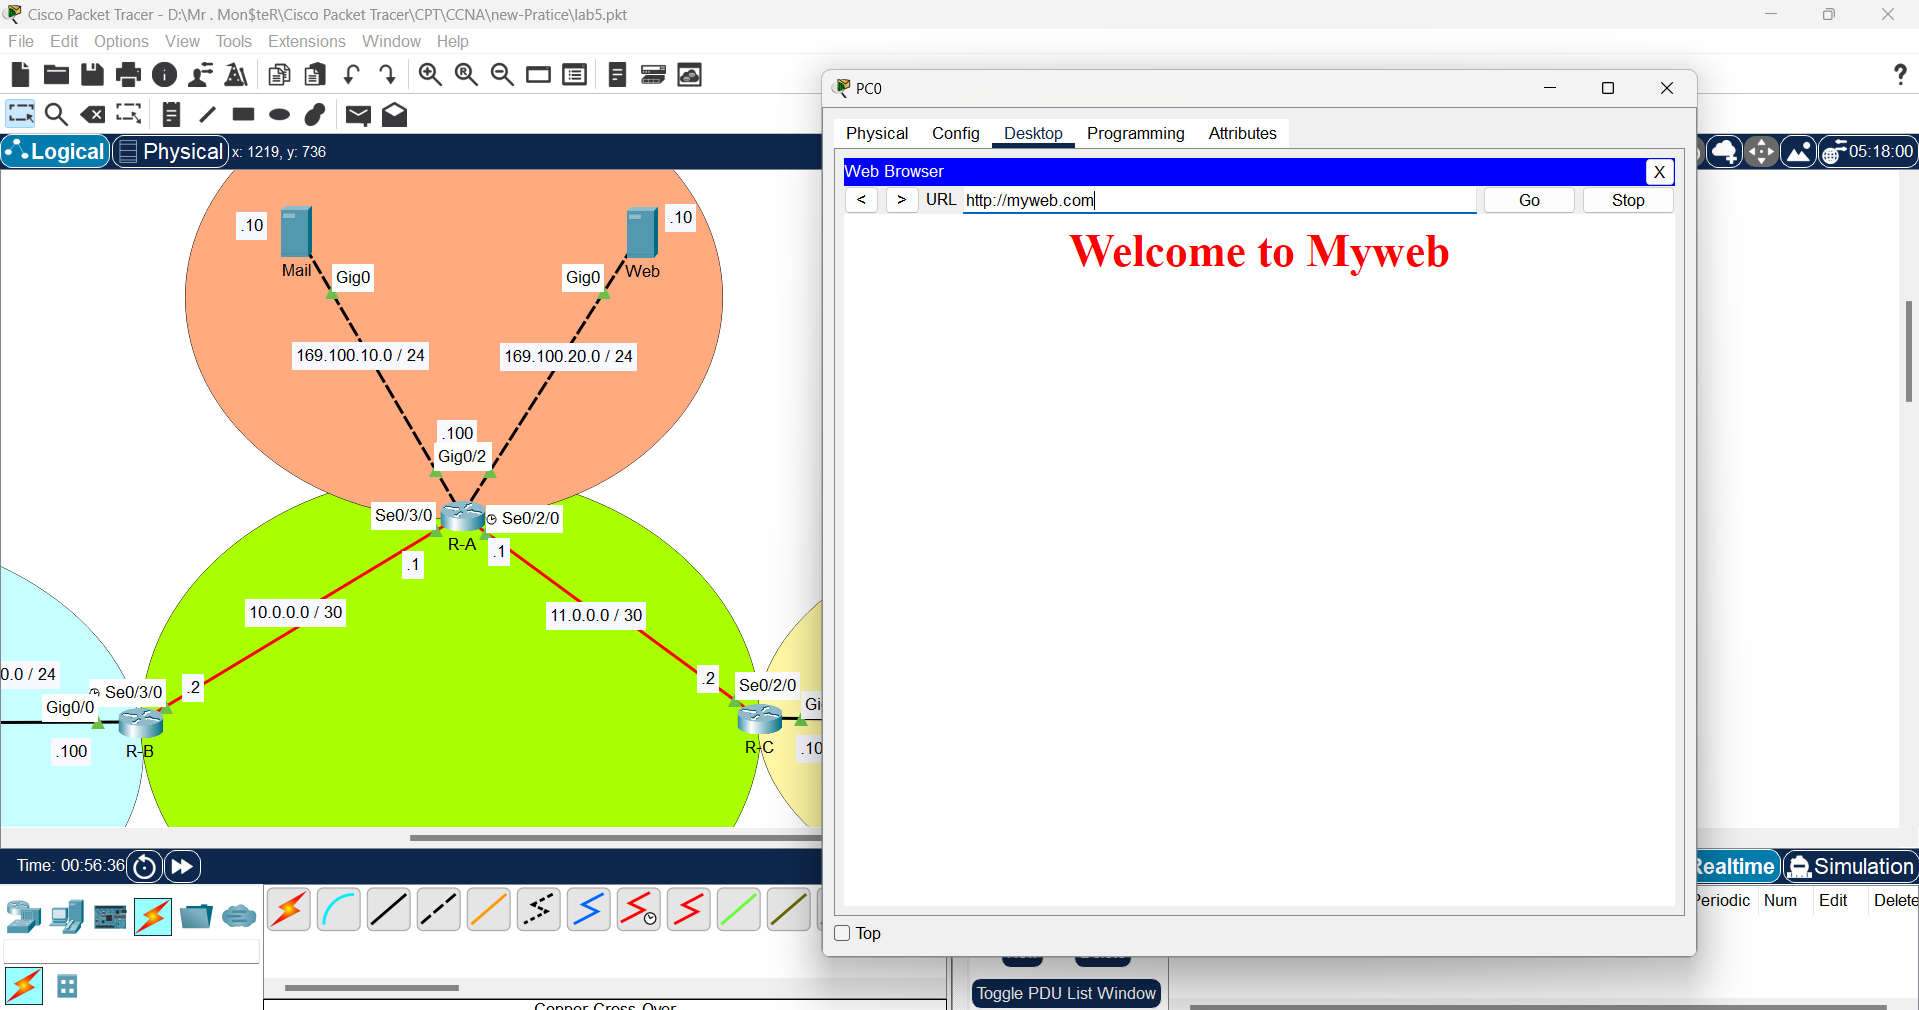 Cisco Packet Tracer - D:\Mr . Mon$teR\Cisco Packet Tracer\CPT\CCNA\new-Pratice\lab5.pkt
File Edit Options View Tools Extensions Window Help
?
Logical Physical x: 1219, y: 736
05:18:00
PC0
Physical Config Desktop Programming Attributes
Web Browser X
< > URL http://myweb.com Go Stop
Welcome to Myweb
.10
Mail
Gig0
.10
Web
Gig0
169.100.10.0 / 24
169.100.20.0 / 24
.100
Gig0/2
Se0/3/0
Se0/2/0
R-A
.1
.1
10.0.0.0 / 30
11.0.0.0 / 30
0.0 / 24
Se0/3/0
.2
Gig0/0
.100
R-B
.2
Se0/2/0
Gi
R-C
.10
Top
Time: 00:56:36
Realtime Simulation
Periodic Num Edit Delete
Toggle PDU List Window
Copper Cross-Over